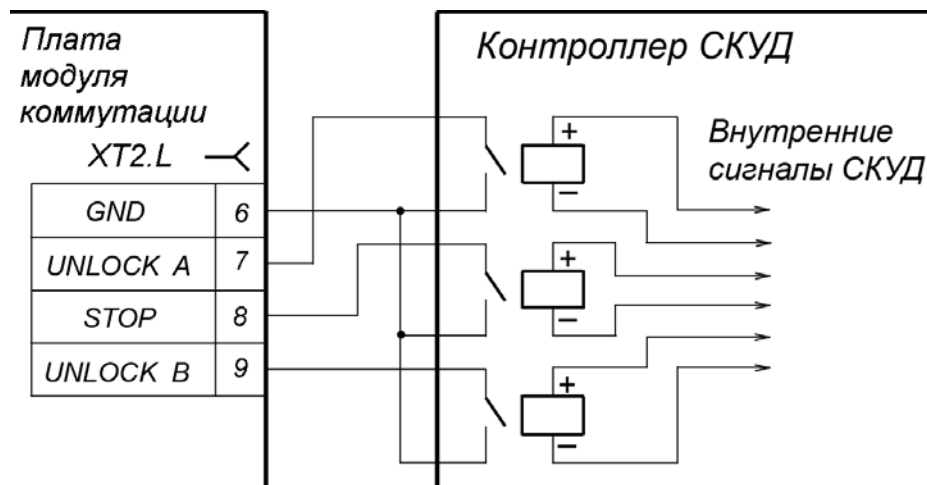 Плата
модуля
коммутации
XT2.L
GND 6
UNLOCK A 7
STOP 8
UNLOCK B 9
Контроллер СКУД
Внутренние
сигналы СКУД
+
−
+
−
+
−